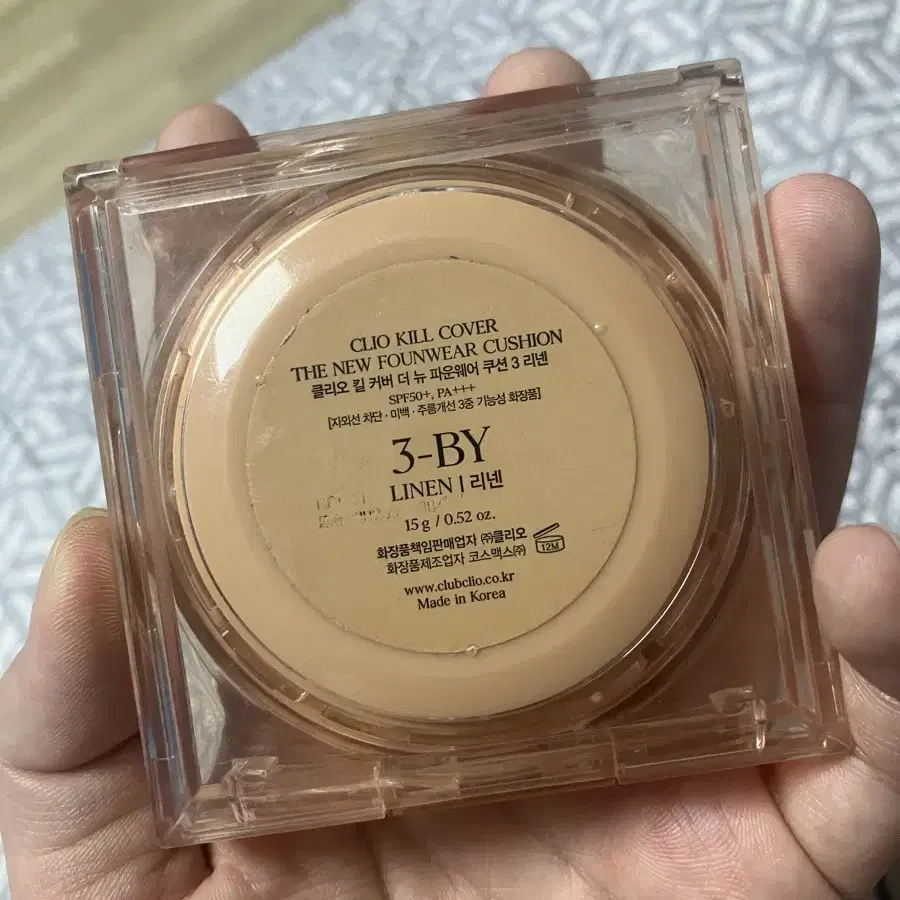 CLIO KILL COVER
THE NEW FOUNWEAR CUSHION
클리오 킬 커버 더 뉴 파운웨어 쿠션 3 리넨
SPF50+, PA+++
[자외선 차단·미백·주름개선 3중 기능성 화장품]
3-BY
LINEN | 리넨
15 g / 0.52 oz.
화장품책임판매업자 ㈜클리오
화장품제조업자 코스맥스㈜
12M
www.clubclio.co.kr
Made in Korea